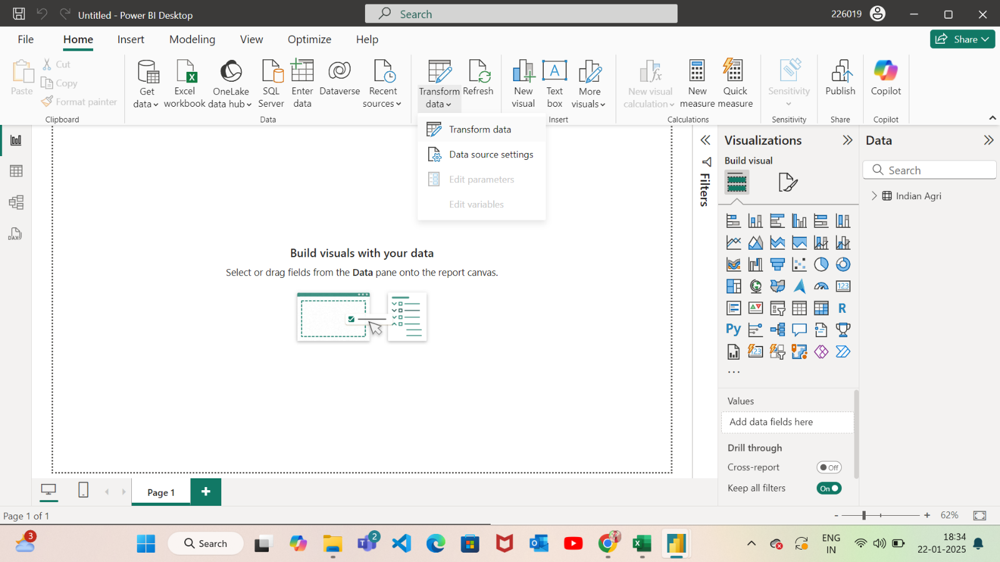 Untitled - Power BI Desktop
Search
226019
File Home Insert Modeling View Optimize Help
Share
Paste
Cut
Copy
Format painter
Clipboard
Get data
Excel workbook
OneLake data hub
SQL Server
Enter data
Dataverse
Recent sources
Data
Transform data
Refresh
New visual
Text box
More visuals
Insert
New visual calculation
New measure
Quick measure
Calculations
Sensitivity
Sensitivity
Publish
Share
Copilot
Copilot
Transform data
Data source settings
Edit parameters
Edit variables
Build visuals with your data
Select or drag fields from the Data pane onto the report canvas.
Filters
Visualizations
Build visual
123
R
Py
123
...
Values
Add data fields here
Drill through
Cross-report
Off
Keep all filters
On
Data
Search
Indian Agri
DAX
Page 1
Page 1 of 1
- + 62%
3
Search
2
ENG
IN
18:34
22-01-2025